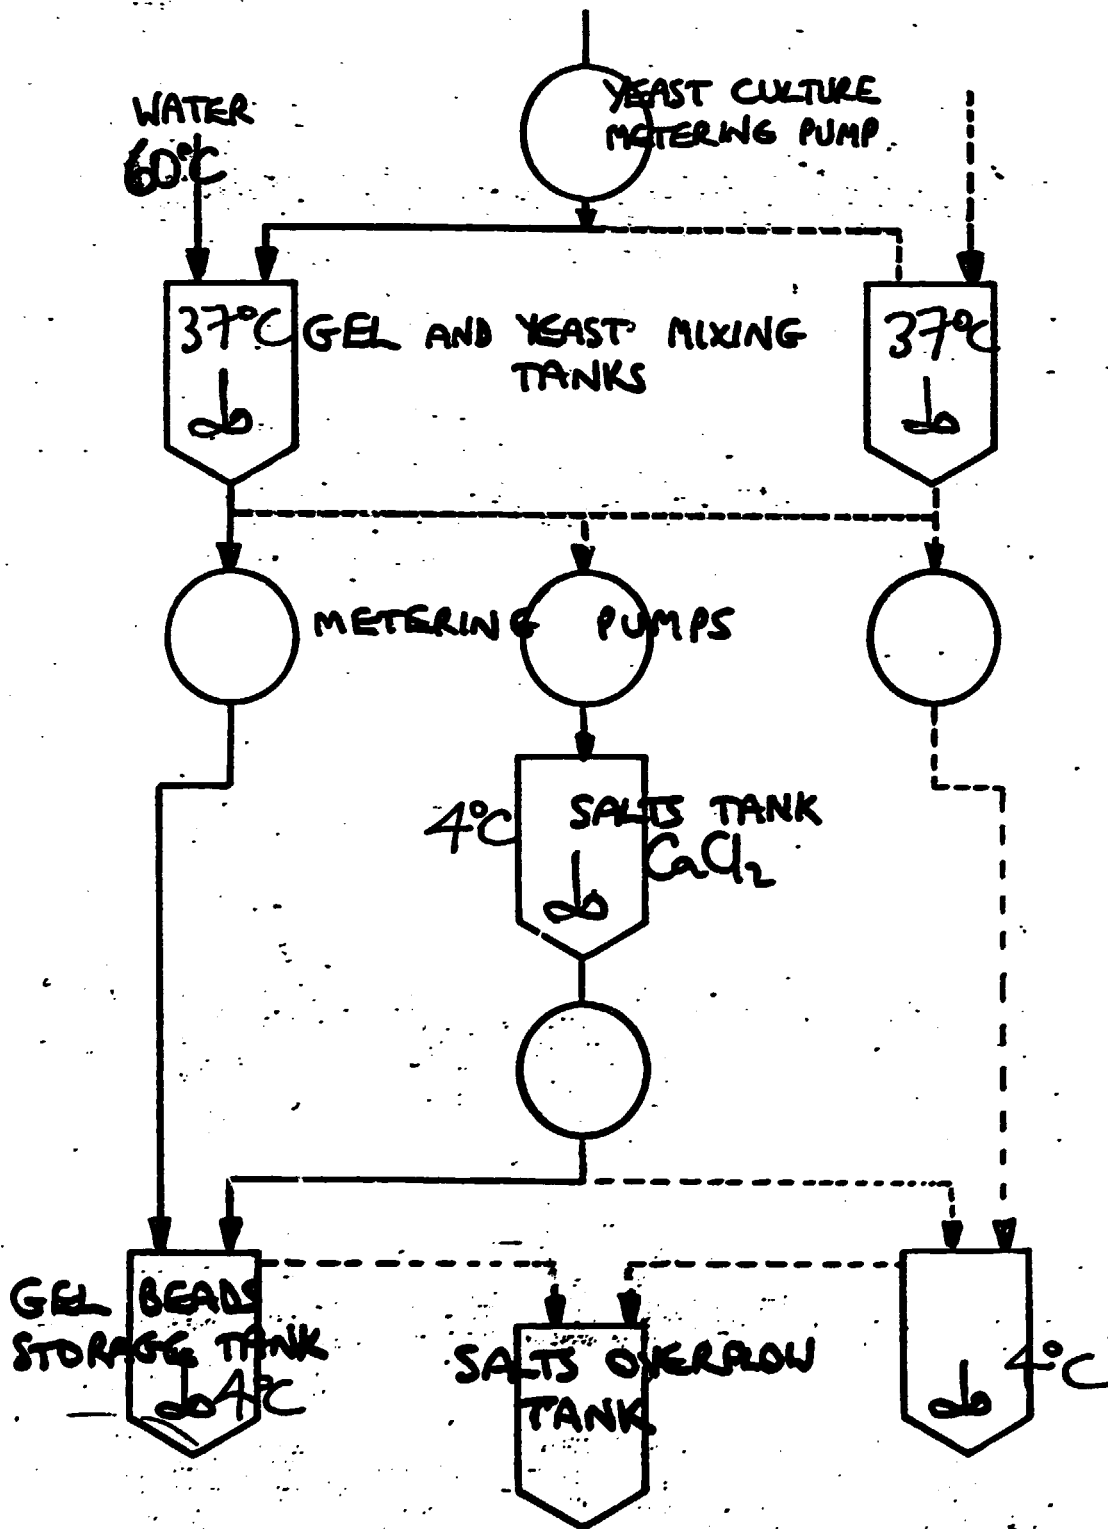 YEAST CULTURE
METERING PUMP
WATER
60°C
37°C
GEL AND YEAST MIXING
TANKS
37°C
METERING PUMPS
4°C
SALTS TANK
CaCl2
GEL BEADS
STORAGE TANK
4°C
SALTS OVERFLOW
TANK
4°C